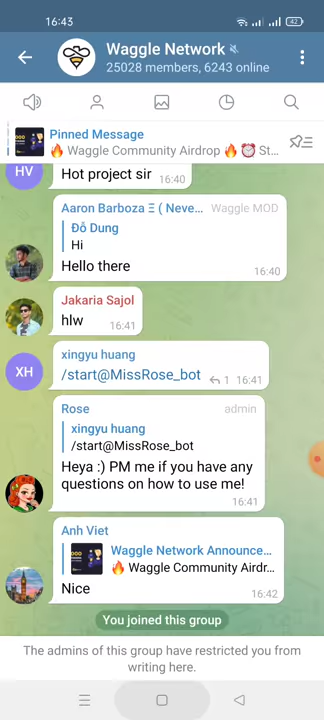 16:43
42
Waggle Network
25028 members, 6243 online
Pinned Message
🔥 Waggle Community Airdrop 🔥 ⏰ St...
HV
Hot project sir 16:40
Aaron Barboza Ξ ( Neve... Waggle MOD
Đỗ Dung
Hi
Hello there
16:40
Jakaria Sajol
hlw 16:41
XH
xingyu huang
/start@MissRose_bot 1 16:41
Rose admin
xingyu huang
/start@MissRose_bot
Heya :) PM me if you have any
questions on how to use me!
16:41
Anh Viet
Waggle Network Announce...
🔥 Waggle Community Airdr...
Nice 16:42
You joined this group
The admins of this group have restricted you from
writing here.